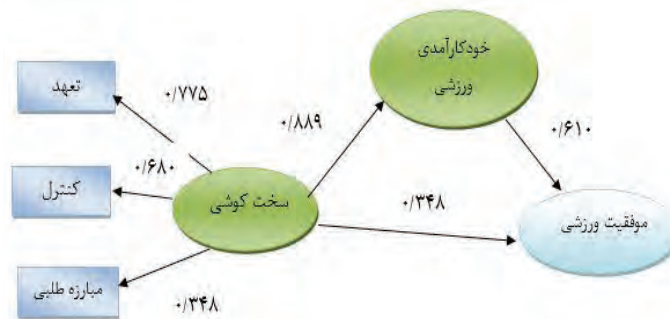 خودکارآمدی
ورزشی
تعهد
۰/۷۷۵
۰/۸۸۹
۰/۶۱۰
۰/۶۸۰
کنترل
سخت کوشی
۰/۳۴۸
موفقیت ورزشی
مبارزه طلبی
۰/۳۴۸